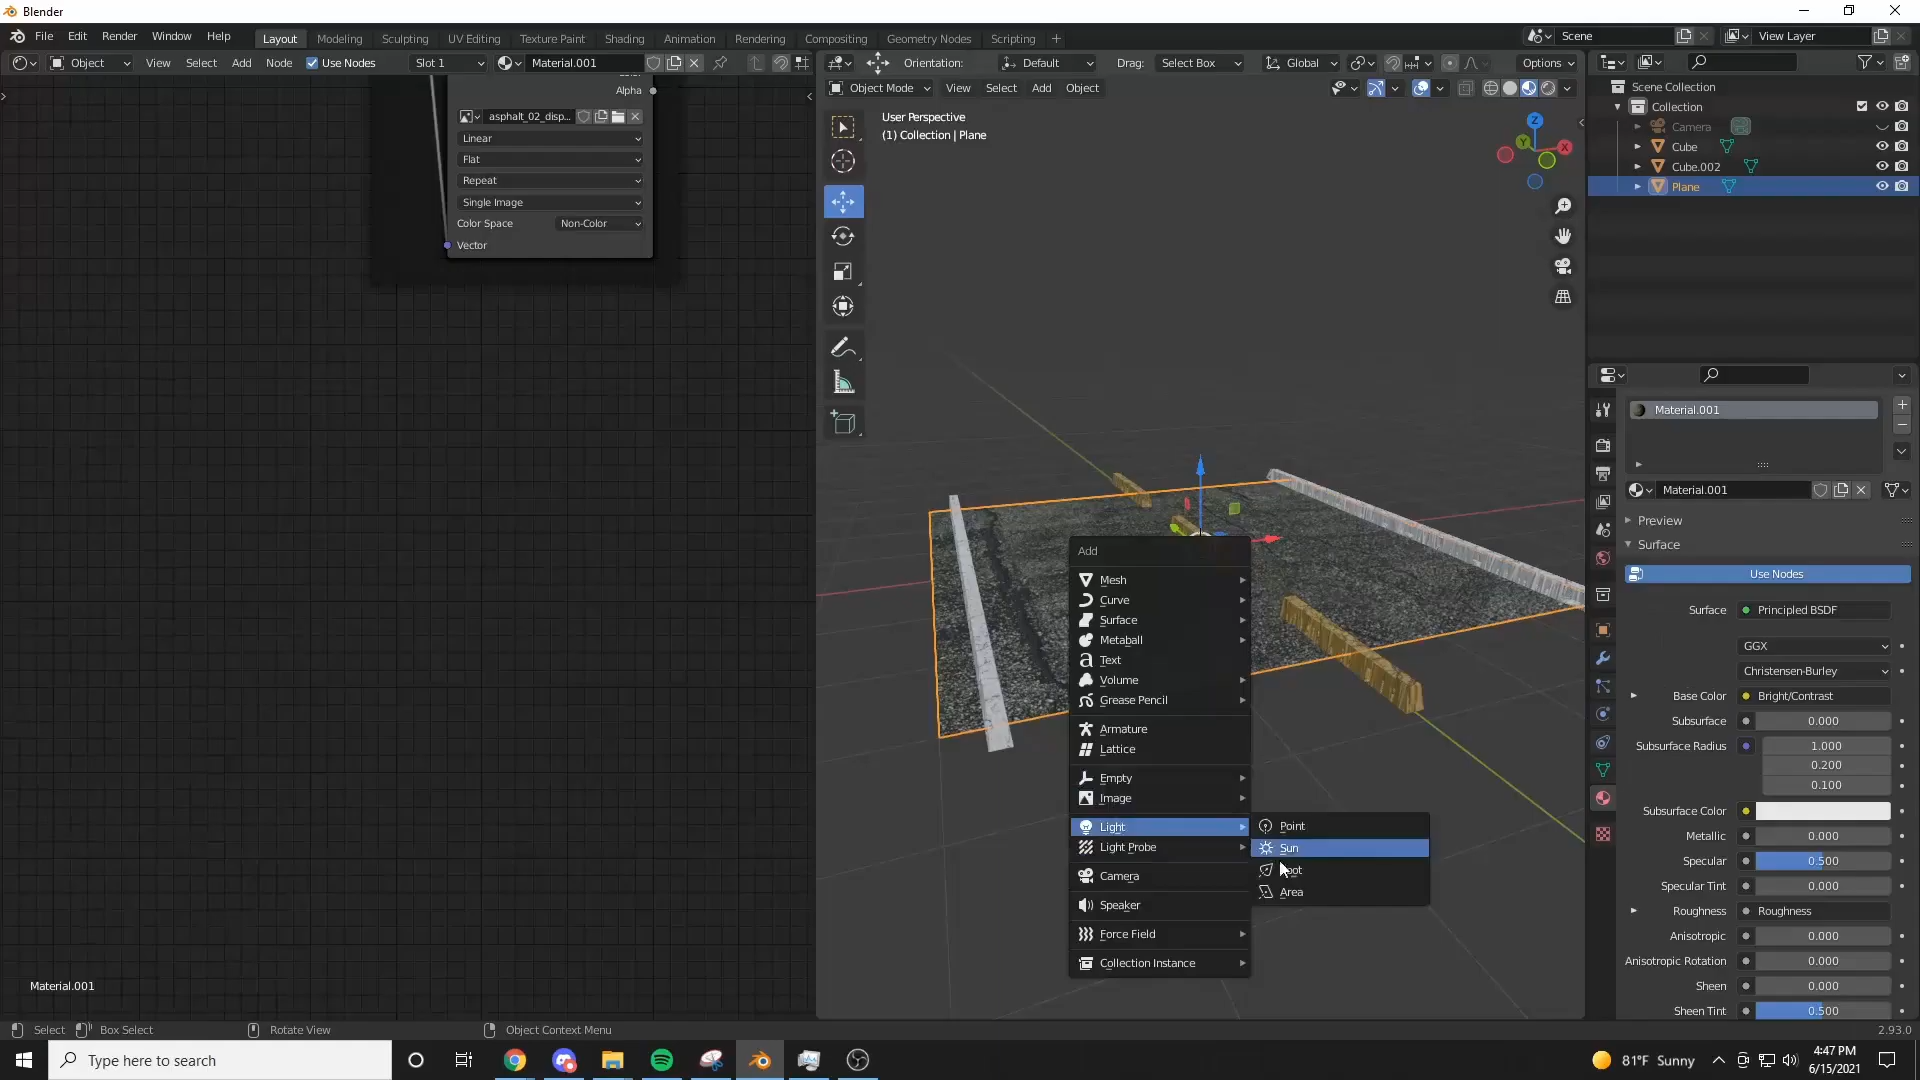 Blender
File Edit Render Window Help Layout Modeling Sculpting UV Editing Texture Paint Shading Animation Rendering Compositing Geometry Nodes Scripting + Scene View Layer
Object View Select Add Node Use Nodes Slot 1 Material.001 Orientation: Default Drag: Select Box Global Options
Object Mode View Select Add Object
Alpha
asphalt_02_disp...
Linear
Flat
Repeat
Single Image
Color Space Non-Color
Vector
Material.001
User Perspective
(1) Collection | Plane
Z
Y
X
Add
Mesh
Curve
Surface
Metaball
Text
Volume
Grease Pencil
Armature
Lattice
Empty
Image
Light
Light Probe
Camera
Speaker
Force Field
Collection Instance
Point
Sun
Area
Scene Collection
Collection
Camera
Cube
Cube.002
Plane
Material.001
Material.001
Preview
Surface
Use Nodes
Surface Principled BSDF
GGX
Christensen-Burley
Base Color Bright/Contrast
Subsurface 0.000
Subsurface Radius 1.000
0.200
0.100
Subsurface Color
Metallic 0.000
Specular 0.500
Specular Tint 0.000
Roughness Roughness
Anisotropic 0.000
Anisotropic Rotation 0.000
Sheen 0.000
Sheen Tint 0.500
Select Box Select Rotate View Object Context Menu 2.93.0
Type here to search
81°F Sunny
4:47 PM
6/15/2021